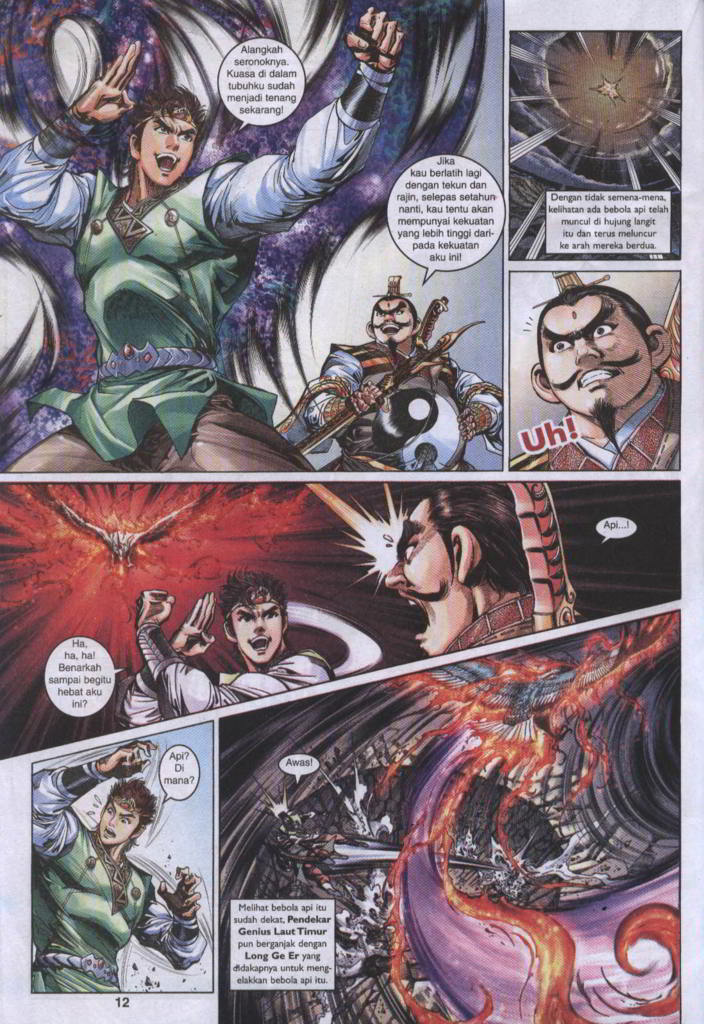 Alangkah
seronoknya.
Kuasa di dalam
tubuhku sudah
menjadi tenang
sekarang!
Jika
kau berlatih lagi
dengan tekun dan
rajin, selepas setahun
nanti, kau tentu akan
mempunyai kekuatan
yang lebih tinggi dari-
pada kekuatan
aku ini!
Dengan tidak semena-mena,
kelihatan ada bebola api telah
muncul di hujung langit
itu dan terus meluncur
ke arah mereka berdua.
Uh!
Api...!
Ha,
ha, ha!
Benarkah
sampai begitu
hebat aku
ini?
Api?
Di
mana?
Awas!
Melihat bebola api itu
sudah dekat, Pendekar
Genius Laut Timur
pun berganjak dengan
Long Ge Er yang
didakapnya untuk meng-
elakkan bebola api itu.
12